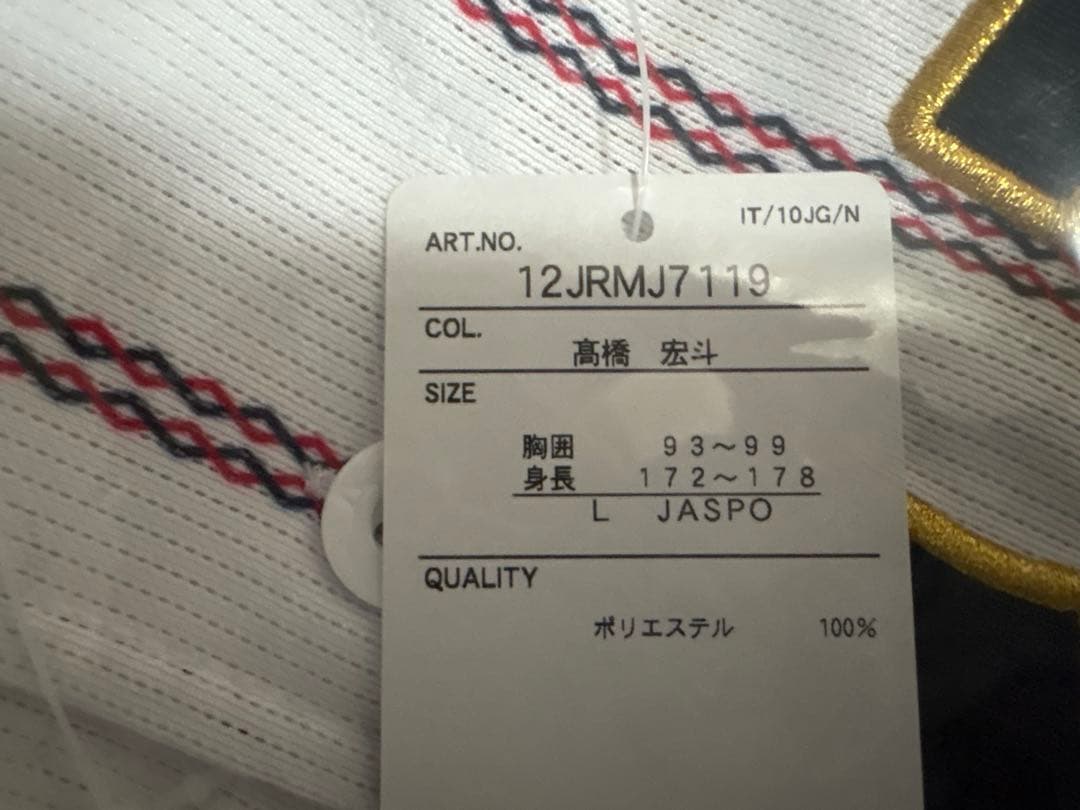 IT/10JG/N
ART.NO.
12JRMJ7119
COL.
髙橋　宏斗
SIZE
胸囲　９３～９９
身長　１７２～１７８
L　JASPO
QUALITY
ポリエステル　100%